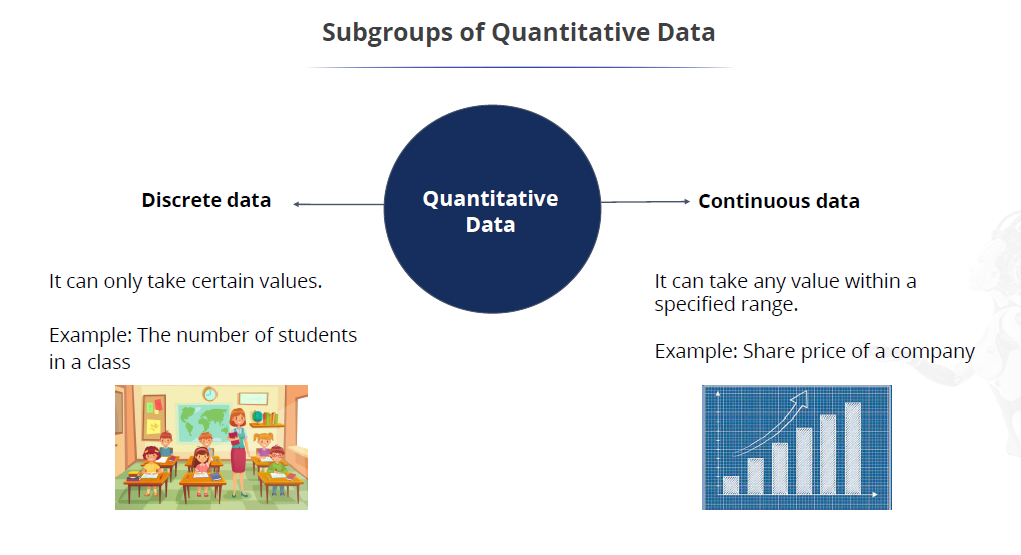 Subgroups of Quantitative Data
Quantitative
Data
Discrete data
It can only take certain values.
Example: The number of students
in a class
Continuous data
It can take any value within a
specified range.
Example: Share price of a company